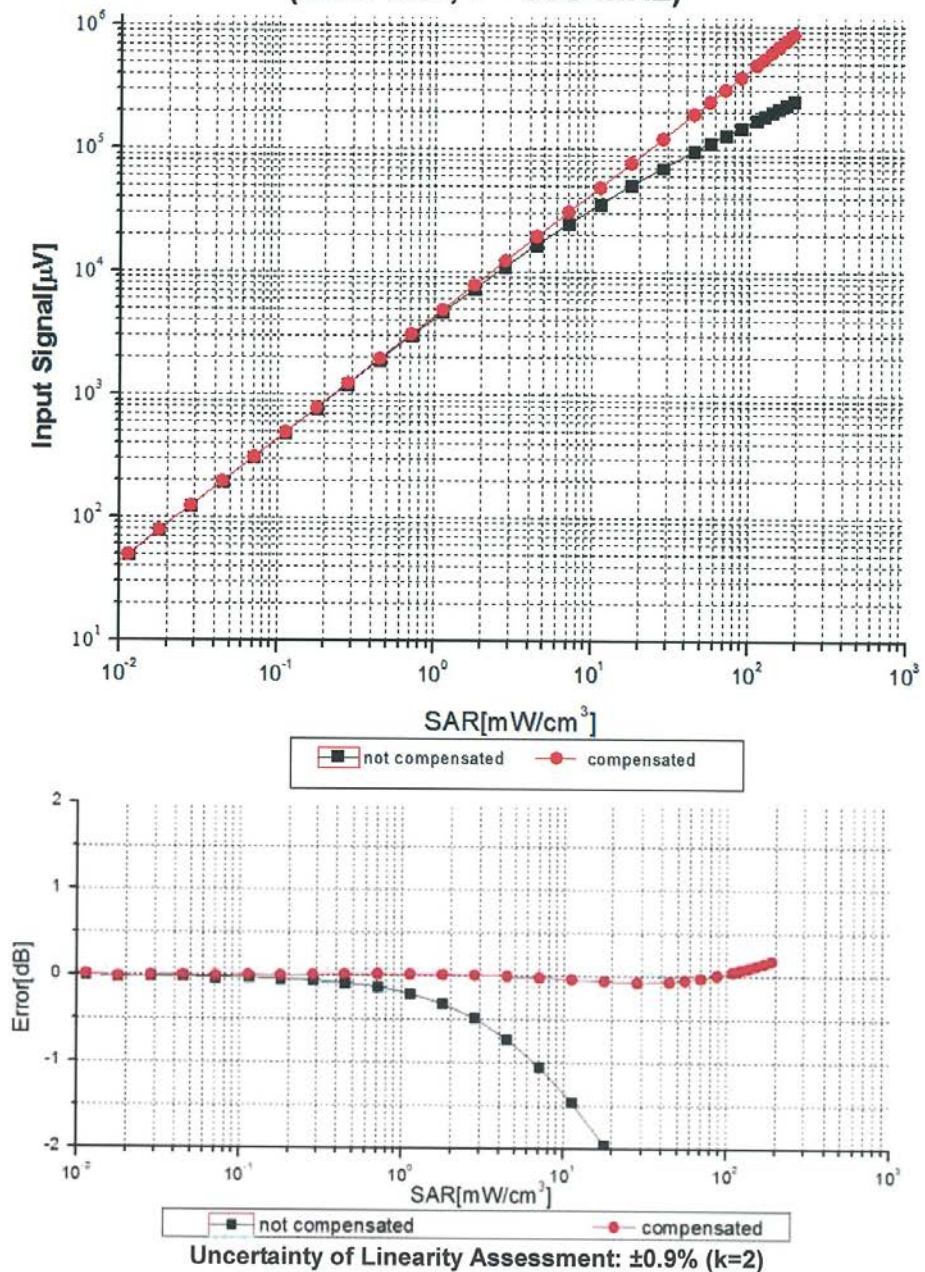 10⁶
10⁵
10⁴
10³
10²
10¹
Input Signal[µV]
10⁻² 10⁻¹ 10⁰ 10¹ 10² 10³
SAR[mW/cm³]
not compensated compensated
2
1
0
-1
-2
Error[dB]
10⁻² 10⁻¹ 10⁰ 10¹ 10² 10³
SAR[mW/cm³]
not compensated compensated
Uncertainty of Linearity Assessment: ±0.9% (k=2)